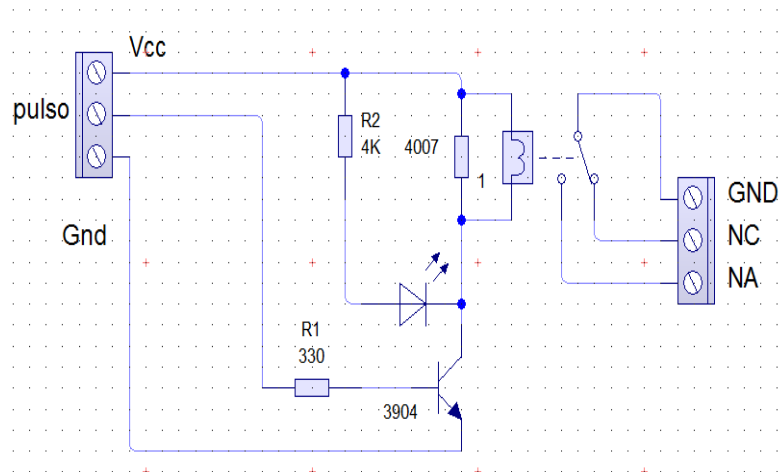 Vcc
pulso
R2
4K
4007
1
GND
Gnd
NC
NA
R1
330
3904